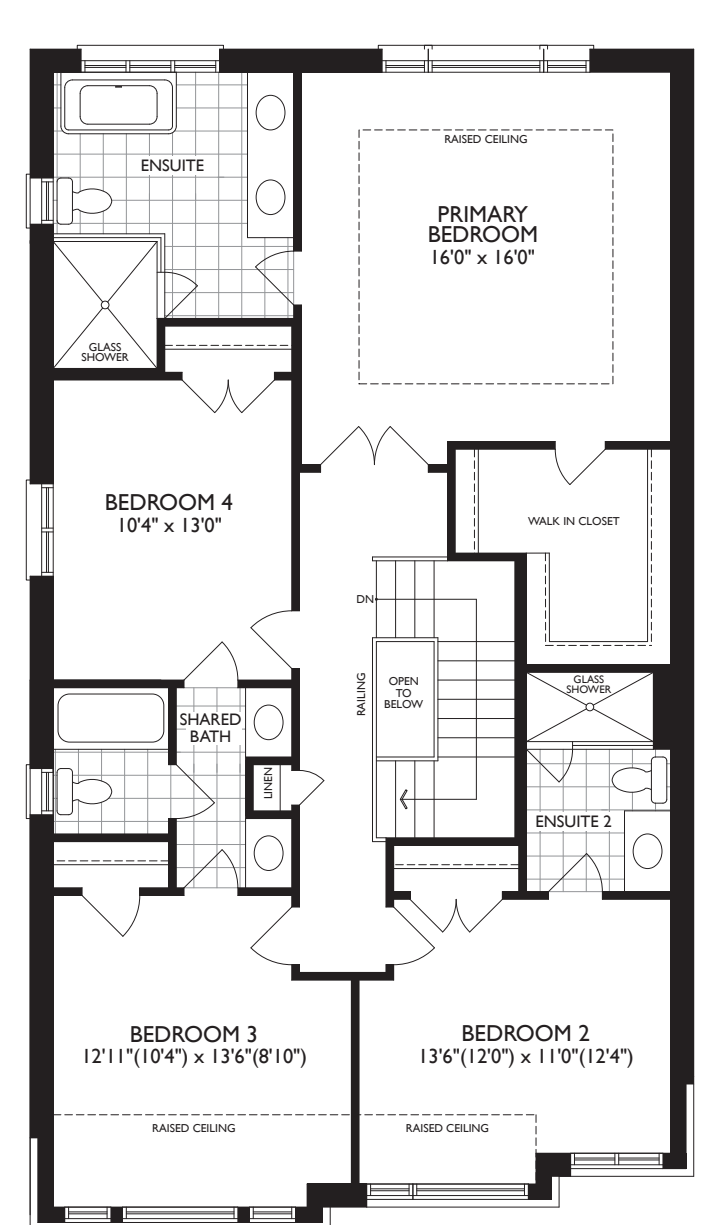 RAISED CEILING
ENSUITE
PRIMARY
BEDROOM
16'0" x 16'0"
GLASS
SHOWER
BEDROOM 4
10'4" x 13'0"
WALK IN CLOSET
DN
RAILING
OPEN
TO
BELOW
GLASS
SHOWER
SHARED
BATH
LINEN
ENSUITE 2
BEDROOM 3
12'11"(10'4") x 13'6"(8'10")
BEDROOM 2
13'6"(12'0") x 11'0"(12'4")
RAISED CEILING
RAISED CEILING